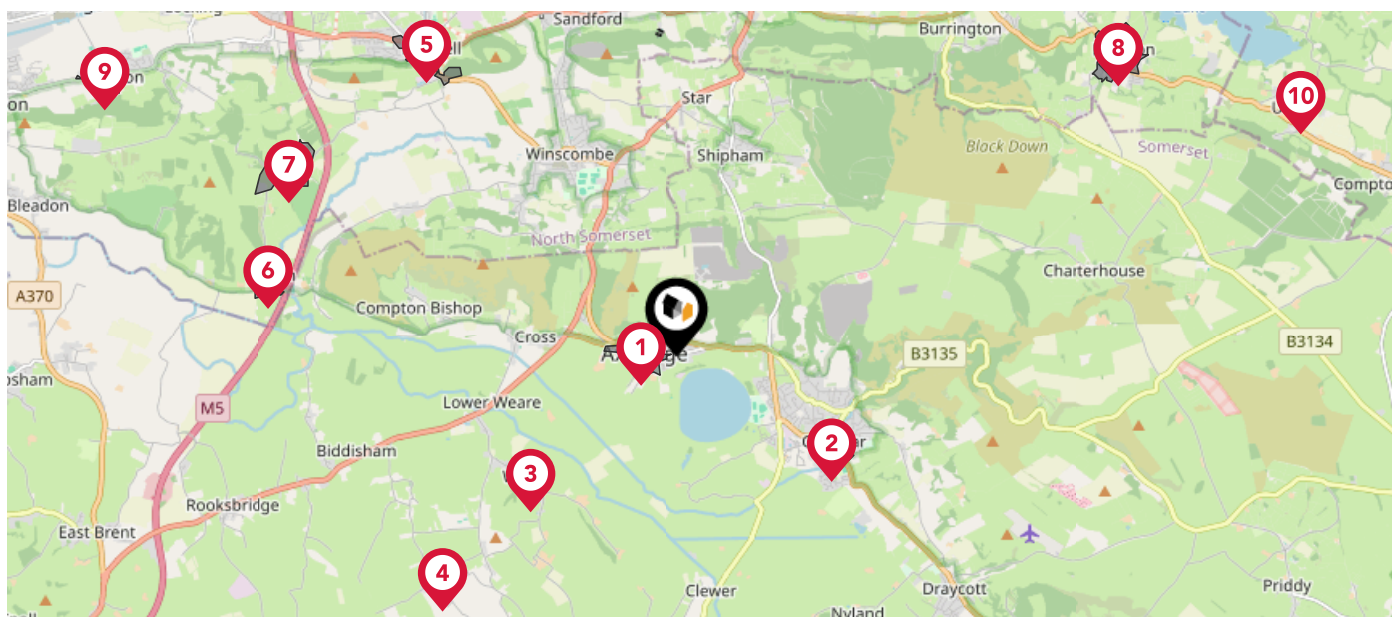 Sandford
Burrington
5
8
9
10
Star
Winscombe
Shipham
Black Down
Somerset
7
Compto
Bleadon
North Somerset
6
A370
Charterhouse
Compton Bishop
Cross
1
B3135
B3134
M5
Lower Weare
2
Biddisham
3
Rooksbridge
East Brent
4
Clewer
Draycott
Priddy
Nyland